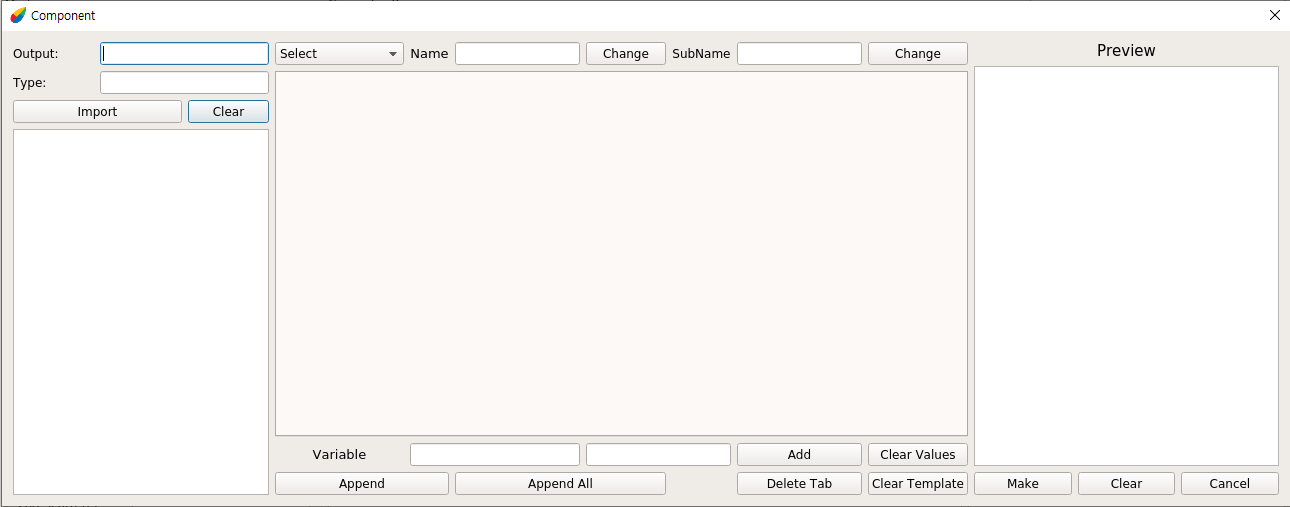 Component
Output:
Select
Name
Change
SubName
Change
Preview
Type:
Import
Clear
Variable
Add
Clear Values
Append
Append All
Delete Tab
Clear Template
Make
Clear
Cancel